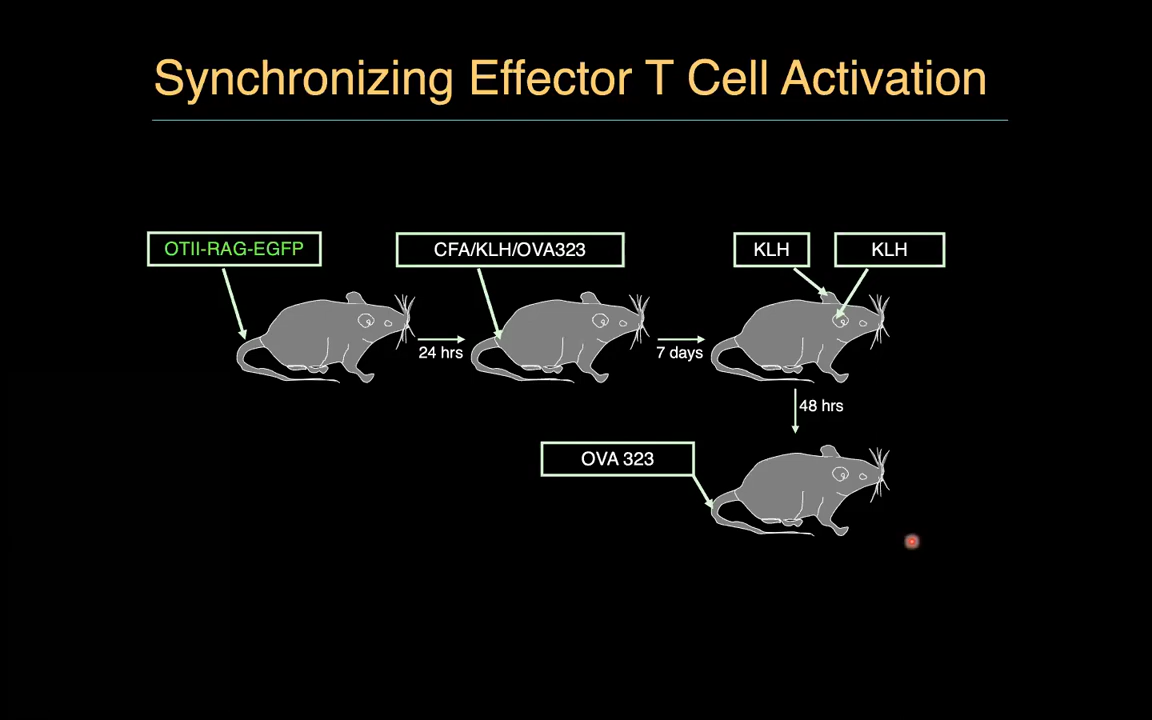 Synchronizing Effector T Cell Activation
OTII-RAG-EGFP
CFA/KLH/OVA323
KLH
KLH
24 hrs
7 days
48 hrs
OVA 323